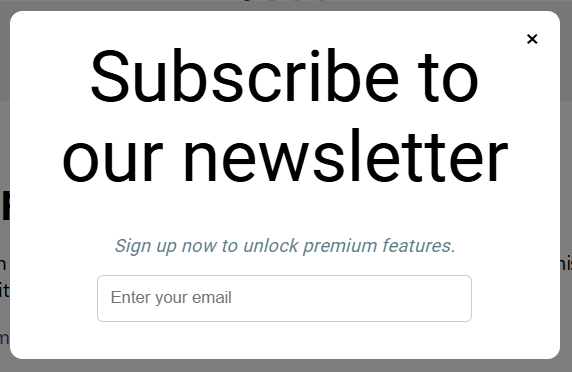 ×
Subscribe to
our newsletter
Sign up now to unlock premium features.
Enter your email